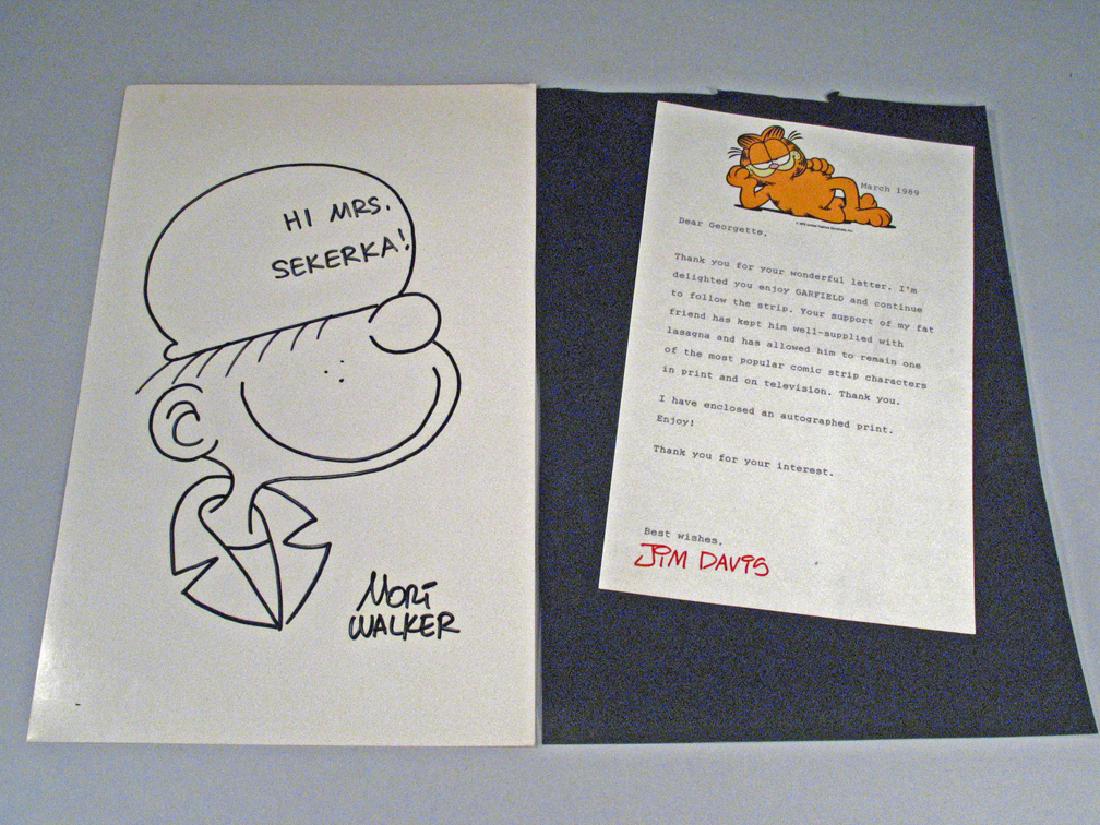 HI MRS.
SEKERKA!
MORT
WALKER
March 1989
Dear Georgette,
Thank you for your wonderful letter. I'm
delighted you enjoy GARFIELD and continue
to follow the strip. Your support of my fat
friend has kept him well-supplied with
lasagna and has allowed him to remain one
of the most popular comic strip characters
in print and on television. Thank you.
I have enclosed an autographed print.
Enjoy!
Thank you for your interest.
Best wishes,
JIM DAVIS